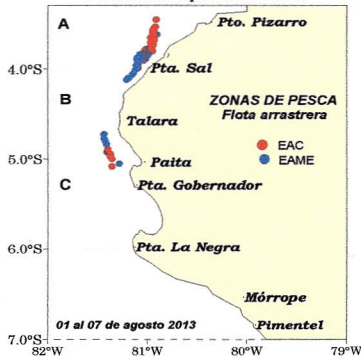 A
Pto. Pizarro
4.0°S
Pta. Sal
B
ZONAS DE PESCA
Flota arrastrera
Talara
EAC
EAME
5.0°S
Paita
C
Pta. Gobernador
6.0°S
Pta. La Negra
Mórrope
01 al 07 de agosto 2013
Pimentel
7.0°S
82°W
81°W
80°W
79°W